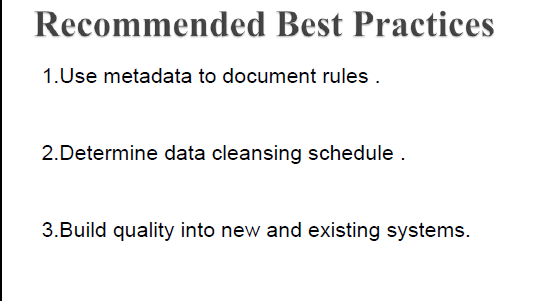 Recommended Best Practices
1.Use metadata to document rules .
2.Determine data cleansing schedule .
3.Build quality into new and existing systems.